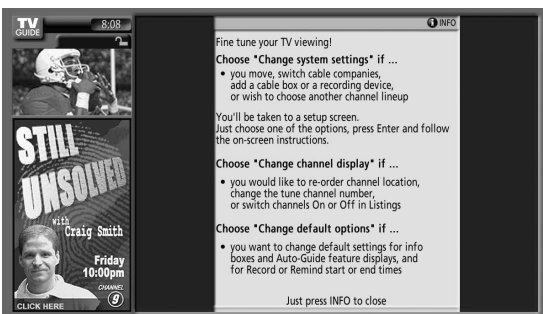 TV
GUIDE
8:08
INFO
Fine tune your TV viewing!
Choose "Change system settings" if ...
• you move, switch cable companies,
add a cable box or a recording device,
or wish to choose another channel lineup
You'll be taken to a setup screen.
Just choose one of the options, press Enter and follow
the on-screen instructions.
Choose "Change channel display" if ...
• you would like to re-order channel location,
change the tune channel number,
or switch channels On or Off in Listings
Choose "Change default options" if ...
• you want to change default settings for info
boxes and Auto-Guide feature displays, and
for Record or Remind start or end times
Just press INFO to close
STILL
UNSOLVED
with
Craig Smith
Friday
10:00pm
CHANNEL
9
CLICK HERE